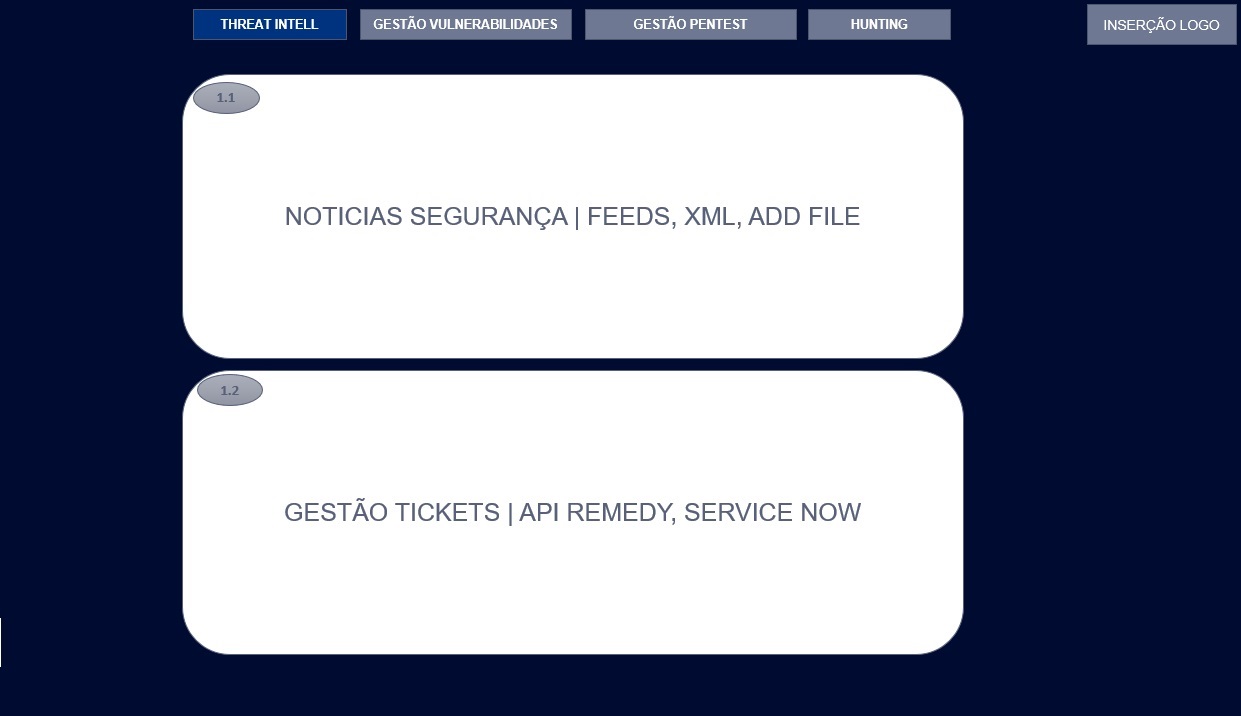 THREAT INTELL
GESTÃO VULNERABILIDADES
GESTÃO PENTEST
HUNTING
INSERÇÃO LOGO
1.1
NOTICIAS SEGURANÇA | FEEDS, XML, ADD FILE
1.2
GESTÃO TICKETS | API REMEDY, SERVICE NOW